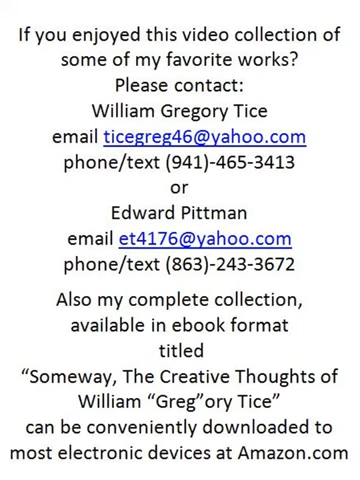 If you enjoyed this video collection of
some of my favorite works?
Please contact:
William Gregory Tice
email ticegreg46@yahoo.com
phone/text (941)-465-3413
or
Edward Pittman
email et4176@yahoo.com
phone/text (863)-243-3672
Also my complete collection,
available in ebook format
titled
“Someway, The Creative Thoughts of
William “Greg”ory Tice”
can be conveniently downloaded to
most electronic devices at Amazon.com